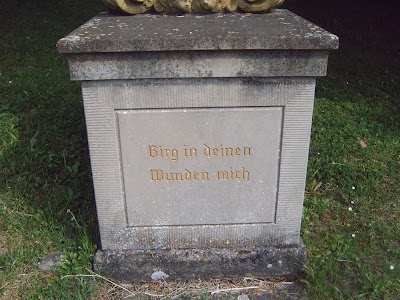 Birg in deinen
Wunden mich